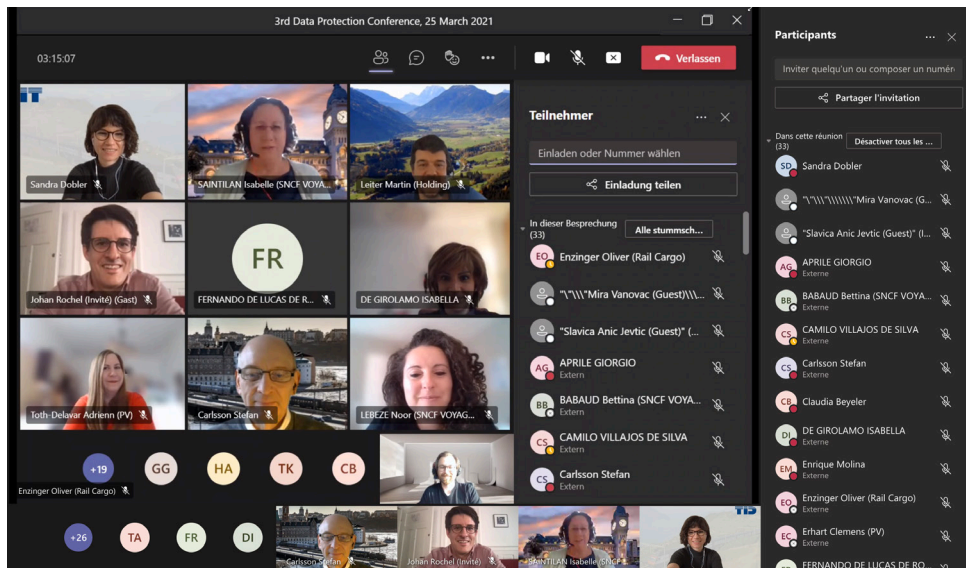 3rd Data Protection Conference, 25 March 2021
03:15:07
Verlassen
Sandra Dobler
SAINTILAN Isabelle (SNCF VOYA...
Leiter Martin (Holding)
Johan Rochel (Invité) (Gast)
FR
FERNANDO DE LUCAS DE R...
DE GIROLAMO ISABELLA
Toth-Delavar Adrienn (PV)
Carlsson Stefan
LEBEZE Noor (SNCF VOYAG...
+19
GG
HA
TK
CB
Enzinger Oliver (Rail Cargo)
+26
TA
FR
DI
Carlsson Stefan
Johan Rochel (Invité)
SAINTILAN Isabelle (SNCF
Teilnehmer
Einladen oder Nummer wählen
Einladung teilen
In dieser Besprechung
(33)
Alle stummsch...
EO
Enzinger Oliver (Rail Cargo)
"\"\\\"Mira Vanovac (Guest)\\\...
"Slavica Anic Jevtic (Guest)" (...
AG
APRILE GIORGIO
Extern
BB
BABAUD Bettina (SNCF VOYA...
Extern
CS
CAMILO VILLAJOS DE SILVA
Extern
CS
Carlsson Stefan
Extern
Participants
Inviter quelqu'un ou composer un numér
Partager l'invitation
Dans cette réunion
(33)
Désactiver tous les ...
SD
Sandra Dobler
"\"\\\"\\\\\\\"Mira Vanovac (G...
"Slavica Anic Jevtic (Guest)" (I...
AG
APRILE GIORGIO
Externe
BB
BABAUD Bettina (SNCF VOYA...
Externe
CS
CAMILO VILLAJOS DE SILVA
Externe
CS
Carlsson Stefan
Externe
CB
Claudia Beyeler
DI
DE GIROLAMO ISABELLA
Externe
EM
Enrique Molina
Externe
EO
Enzinger Oliver (Rail Cargo)
Externe
EC
Erhart Clemens (PV)
Externe
FERNANDO DE LUCAS DE RO...